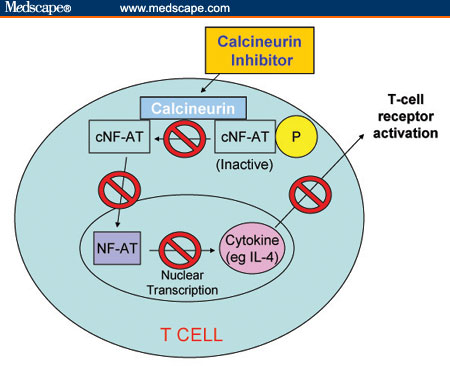 Medscape® www.medscape.com
Calcineurin
Inhibitor
Calcineurin
cNF-AT
cNF-AT
P
(Inactive)
T-cell
receptor
activation
NF-AT
Cytokine
(eg IL-4)
Nuclear
Transcription
T CELL